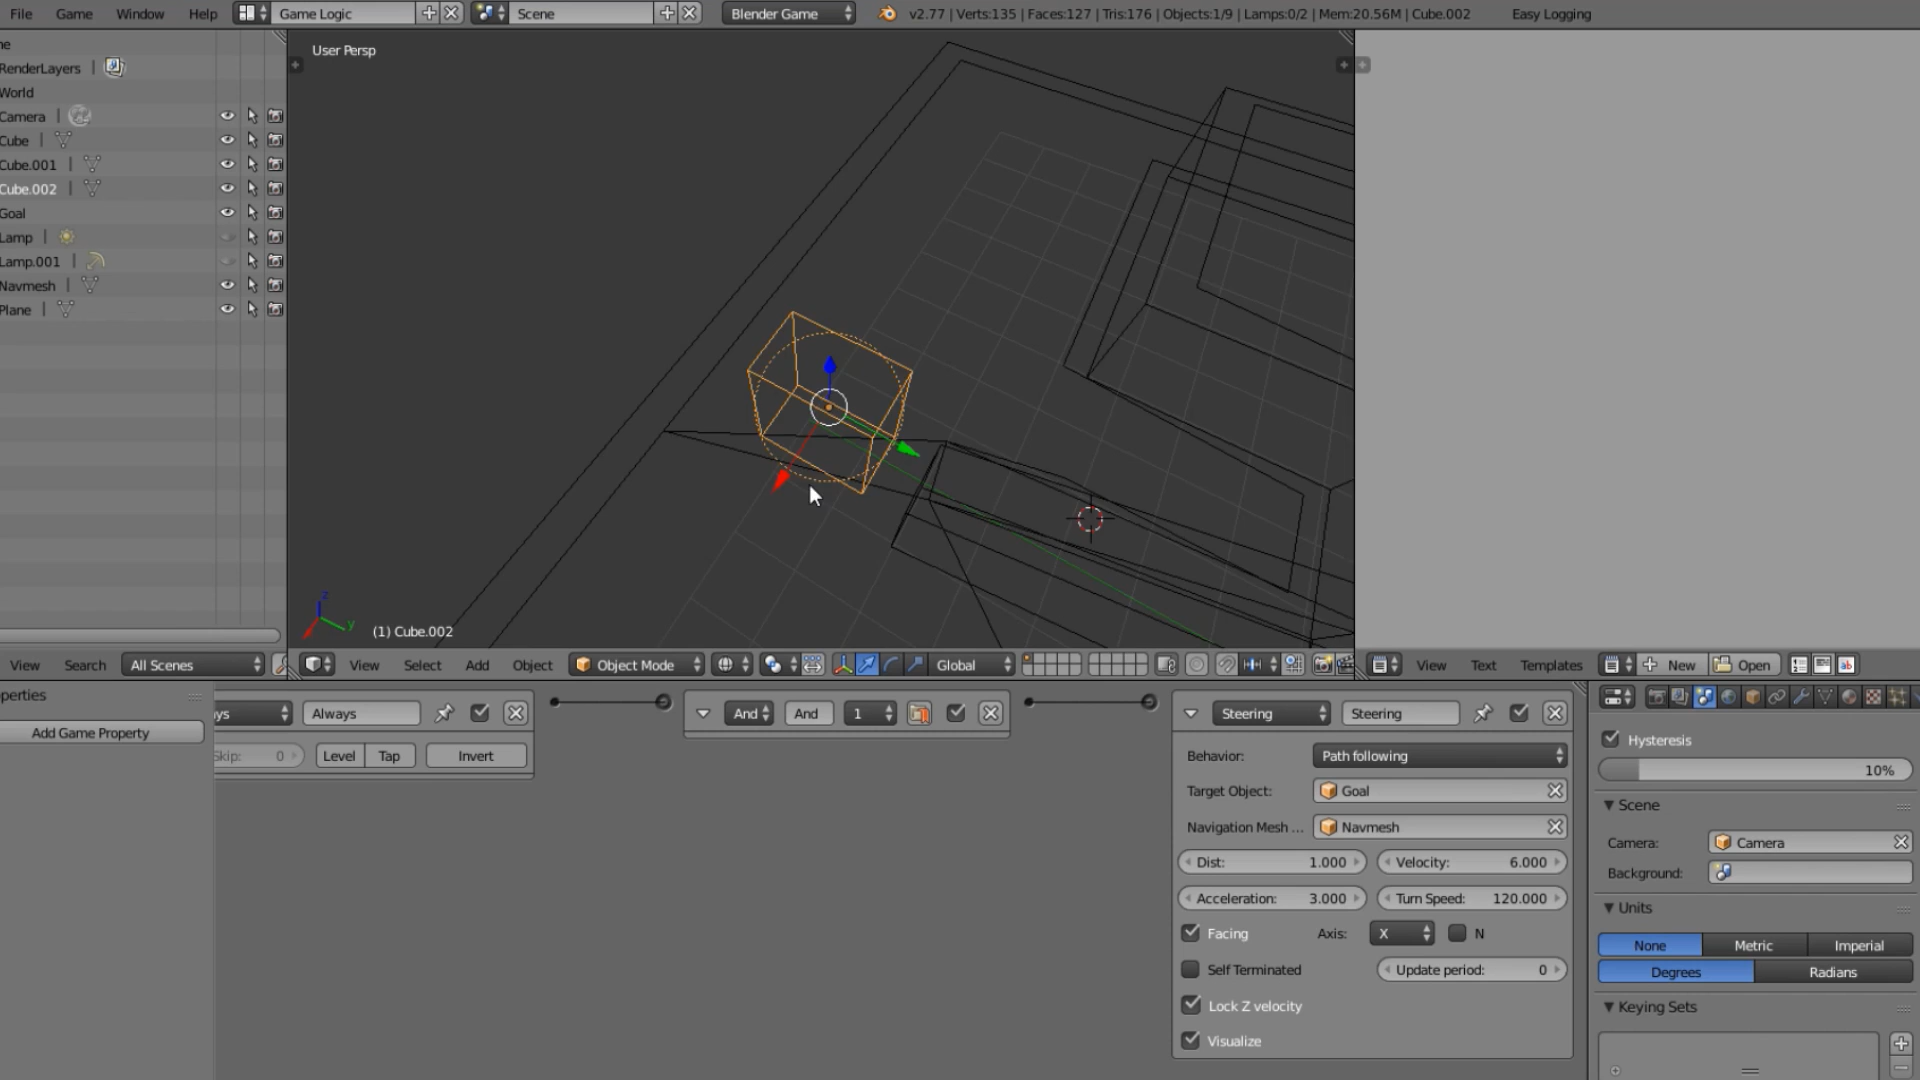 File Game Window Help Game Logic Scene Blender Game v2.77 | Verts:135 | Faces:127 | Tris:176 | Objects:1/9 | Lamps:0/2 | Mem:20.56M | Cube.002 Easy Logging
ne
RenderLayers |
World
Camera |
Cube |
Cube.001 |
Cube.002 |
Goal
Lamp |
Lamp.001 |
Navmesh |
Plane |
User Persp
z
y
(1) Cube.002
View Search All Scenes
View Select Add Object Object Mode Global
View Text Templates New Open
operties
Add Game Property
ys Always
Skip: 0 Level Tap Invert
And And 1
Steering Steering
Behavior: Path following
Target Object: Goal
Navigation Mesh ... Navmesh
Dist: 1.000 Velocity: 6.000
Acceleration: 3.000 Turn Speed: 120.000
Facing Axis: X N
Self Terminated Update period: 0
Lock Z velocity
Visualize
Hysteresis
10%
Scene
Camera: Camera
Background:
Units
None Metric Imperial
Degrees Radians
Keying Sets